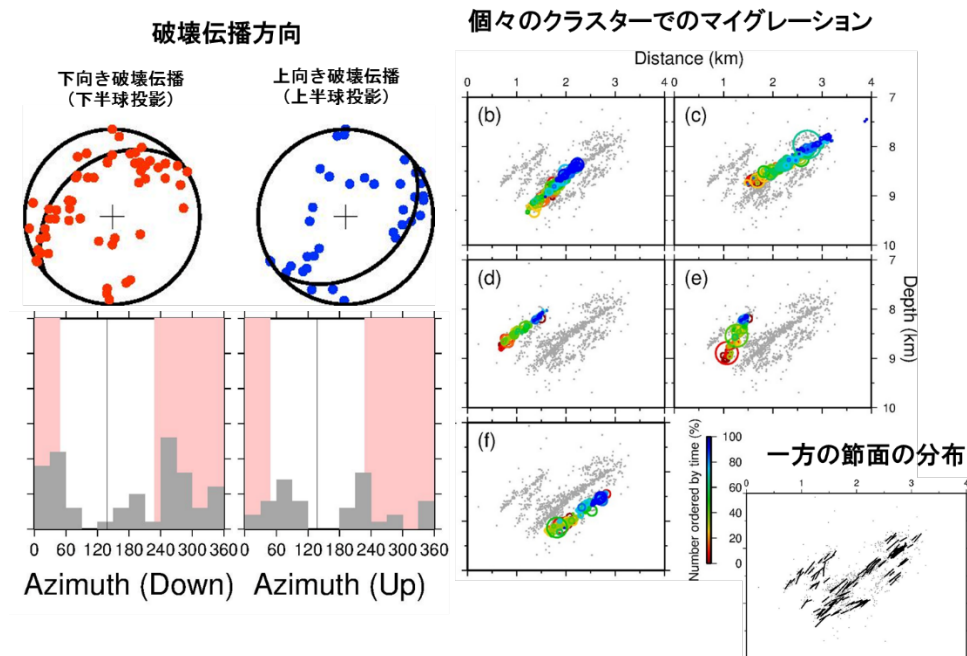 破壊伝播方向
下向き破壊伝播
（下半球投影）
上向き破壊伝播
（上半球投影）
0 60 120 180 240 300 360
0 60 120 180 240 300 360
Azimuth (Down)
Azimuth (Up)
個々のクラスターでのマイグレーション
Distance (km)
0 1 2 3 4
0 1 2 3 4
(b)
(c)
7
8
9
10
(d)
(e)
7
8
9
10
Depth (km)
(f)
Number ordered by time (%)
100
80
60
40
20
0
一方の節面の分布
0 1 2 3 4